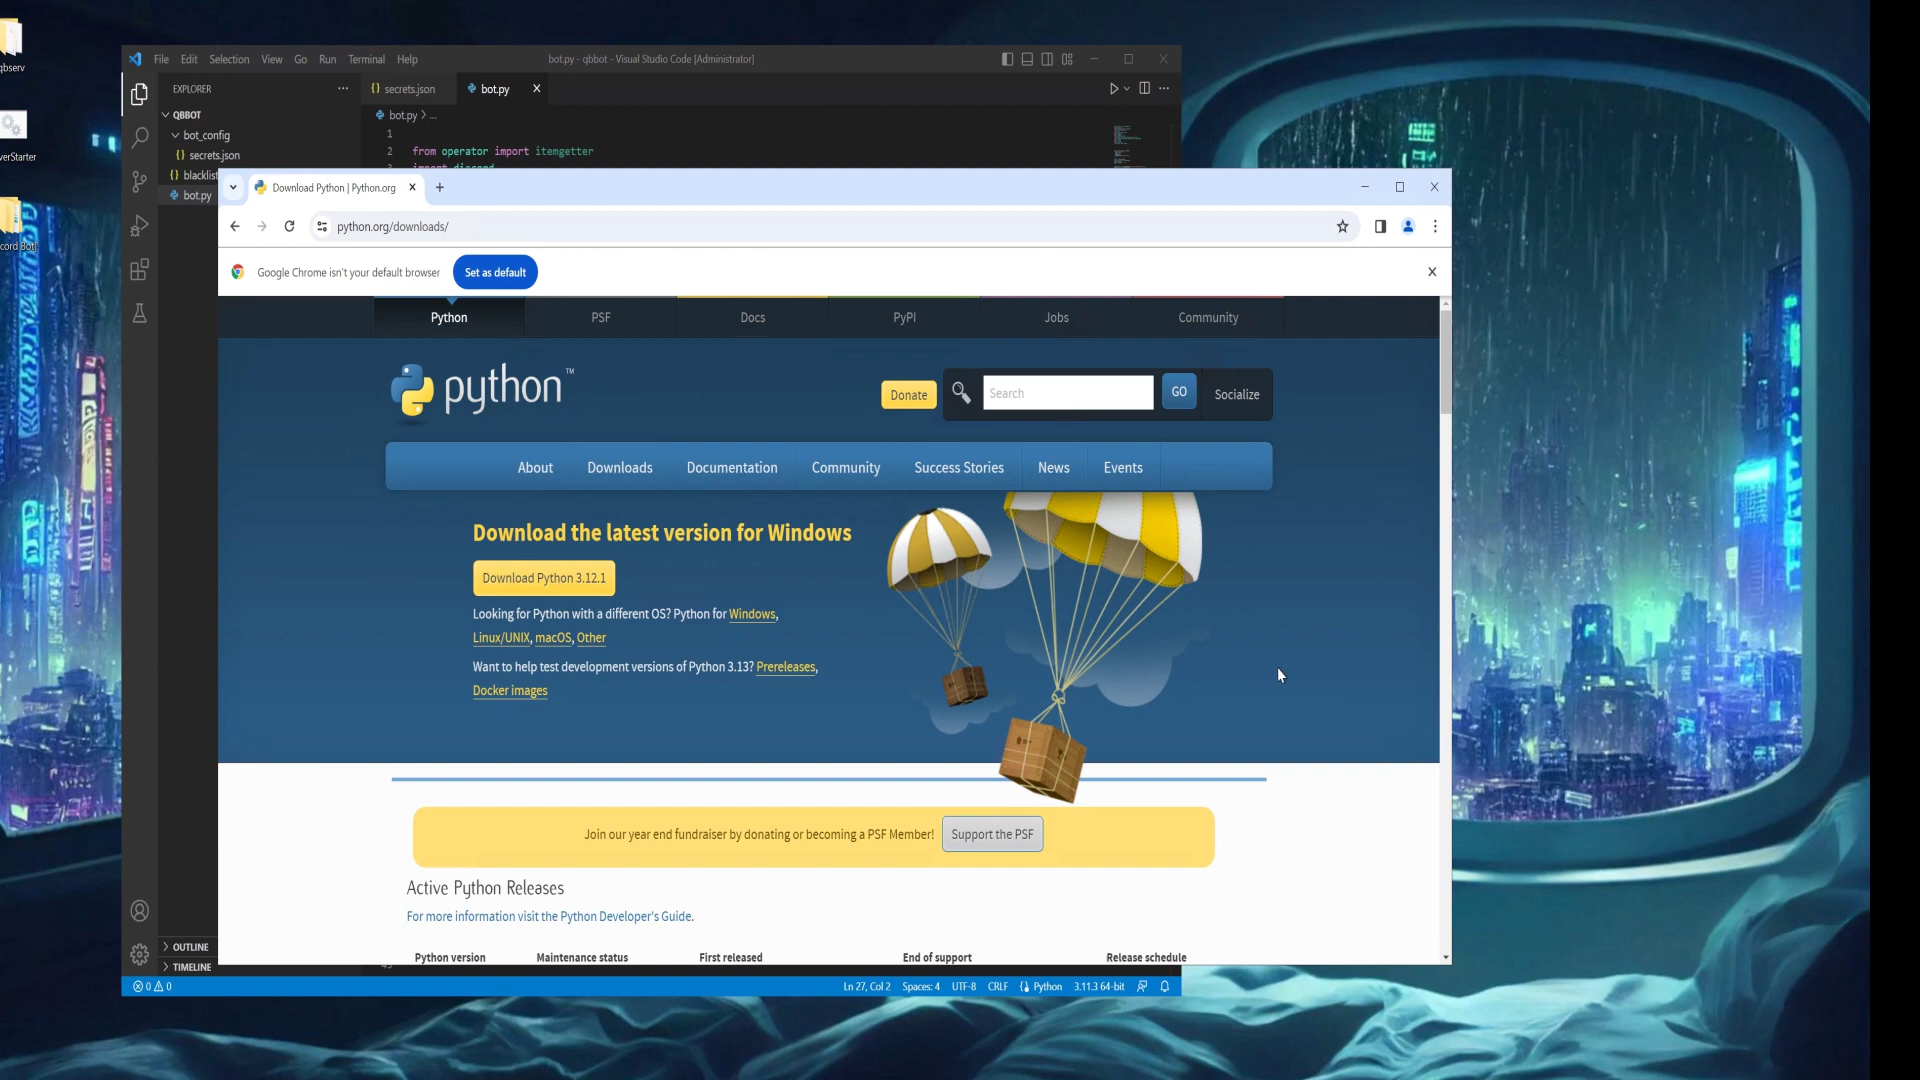 qbserv
verStarter
cord Bot
File Edit Selection View Go Run Terminal Help
bot.py - qbbot - Visual Studio Code [Administrator]
EXPLORER
secrets.json
bot.py
QBBOT
bot_config
secrets.json
blacklist
bot.py
bot.py > ...
1
2 from operator import itemgetter
Download Python | Python.org
python.org/downloads/
Google Chrome isn't your default browser
Set as default
Python PSF Docs PyPI Jobs Community
python™
Donate
Search
GO
Socialize
About Downloads Documentation Community Success Stories News Events
Download the latest version for Windows
Download Python 3.12.1
Looking for Python with a different OS? Python for Windows,
Linux/UNIX, macOS, Other
Want to help test development versions of Python 3.13? Prereleases,
Docker images
Join our year end fundraiser by donating or becoming a PSF Member!
Support the PSF
Active Python Releases
For more information visit the Python Developer's Guide.
Python version Maintenance status First released End of support Release schedule
OUTLINE
TIMELINE
0 0
Ln 27, Col 2 Spaces: 4 UTF-8 CRLF Python 3.11.3 64-bit